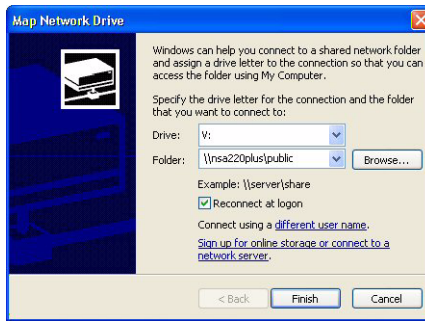 Map Network Drive
Windows can help you connect to a shared network folder
and assign a drive letter to the connection so that you can
access the folder using My Computer.
Specify the drive letter for the connection and the folder
that you want to connect to:
Drive: V:
Folder: \\nsa220plus\public Browse...
Example: \\server\share
Reconnect at logon
Connect using a different user name.
Sign up for online storage or connect to a
network server.
< Back Finish Cancel